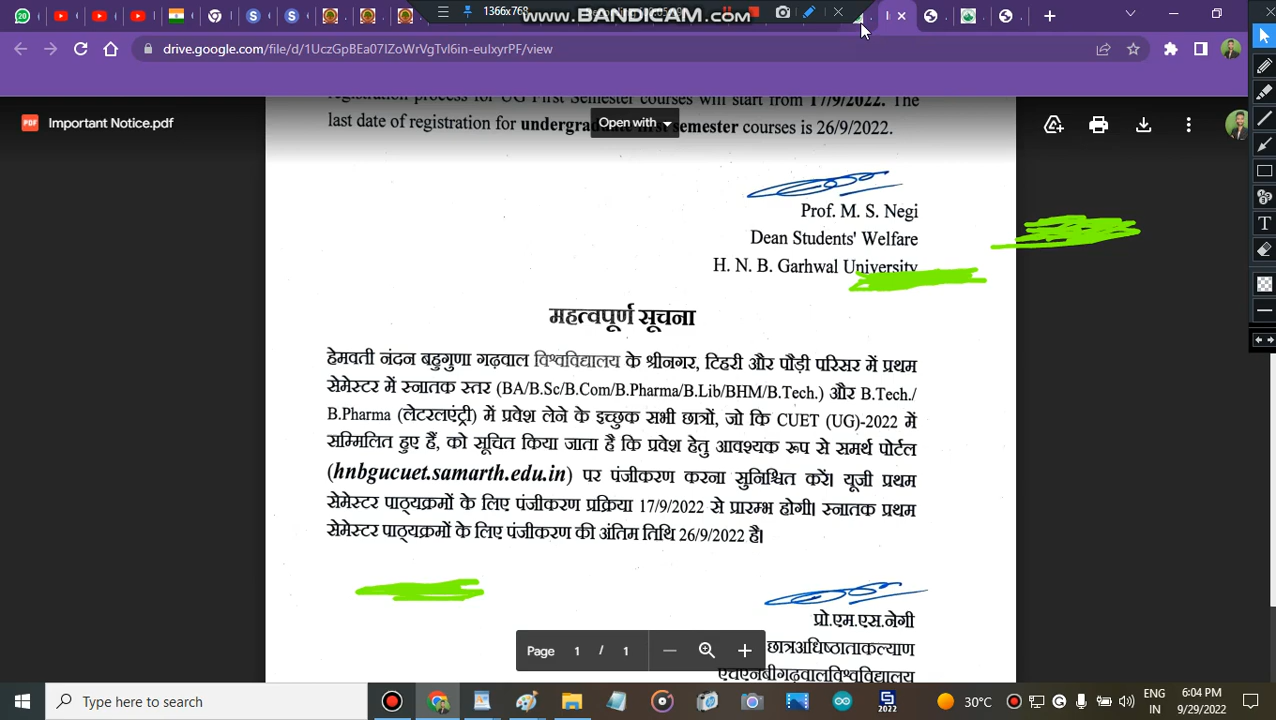 1366x768
www.BANDICAM.com
drive.google.com/file/d/1UczGpBEa07IZoWrVgTvl6in-eulxyrPF/view
PDF Important Notice.pdf
Open with
registration process for UG First Semester courses will start from 17/9/2022. The
last date of registration for undergraduate first semester courses is 26/9/2022.
Prof. M. S. Negi
Dean Students' Welfare
H. N. B. Garhwal University
महत्वपूर्ण सूचना
हेमवती नंदन बहुगुणा गढ़वाल विश्वविद्यालय के श्रीनगर, टिहरी और पौड़ी परिसर में प्रथम
सेमेस्टर में स्नातक स्तर (BA/B.Sc/B.Com/B.Pharma/B.Lib/BHM/B.Tech.) और B.Tech./
B.Pharma (लेटरलएंट्री) में प्रवेश लेने के इच्छुक सभी छात्रों, जो कि CUET (UG)-2022 में
सम्मिलित हुए हैं, को सूचित किया जाता है कि प्रवेश हेतु आवश्यक रूप से समर्थ पोर्टल
(hnbgucuet.samarth.edu.in) पर पंजीकरण करना सुनिश्चित करें। यूजी प्रथम
सेमेस्टर पाठ्यक्रमों के लिए पंजीकरण प्रक्रिया 17/9/2022 से प्रारम्भ होगी। स्नातक प्रथम
सेमेस्टर पाठ्यक्रमों के लिए पंजीकरण की अंतिम तिथि 26/9/2022 है।
प्रो.एम.एस.नेगी
छात्रअधिष्ठाताकल्याण
एचएनबीगढ़वालविश्वविद्यालय
Page 1 / 1
Type here to search
2022
30°C
ENG
IN
6:04 PM
9/29/2022